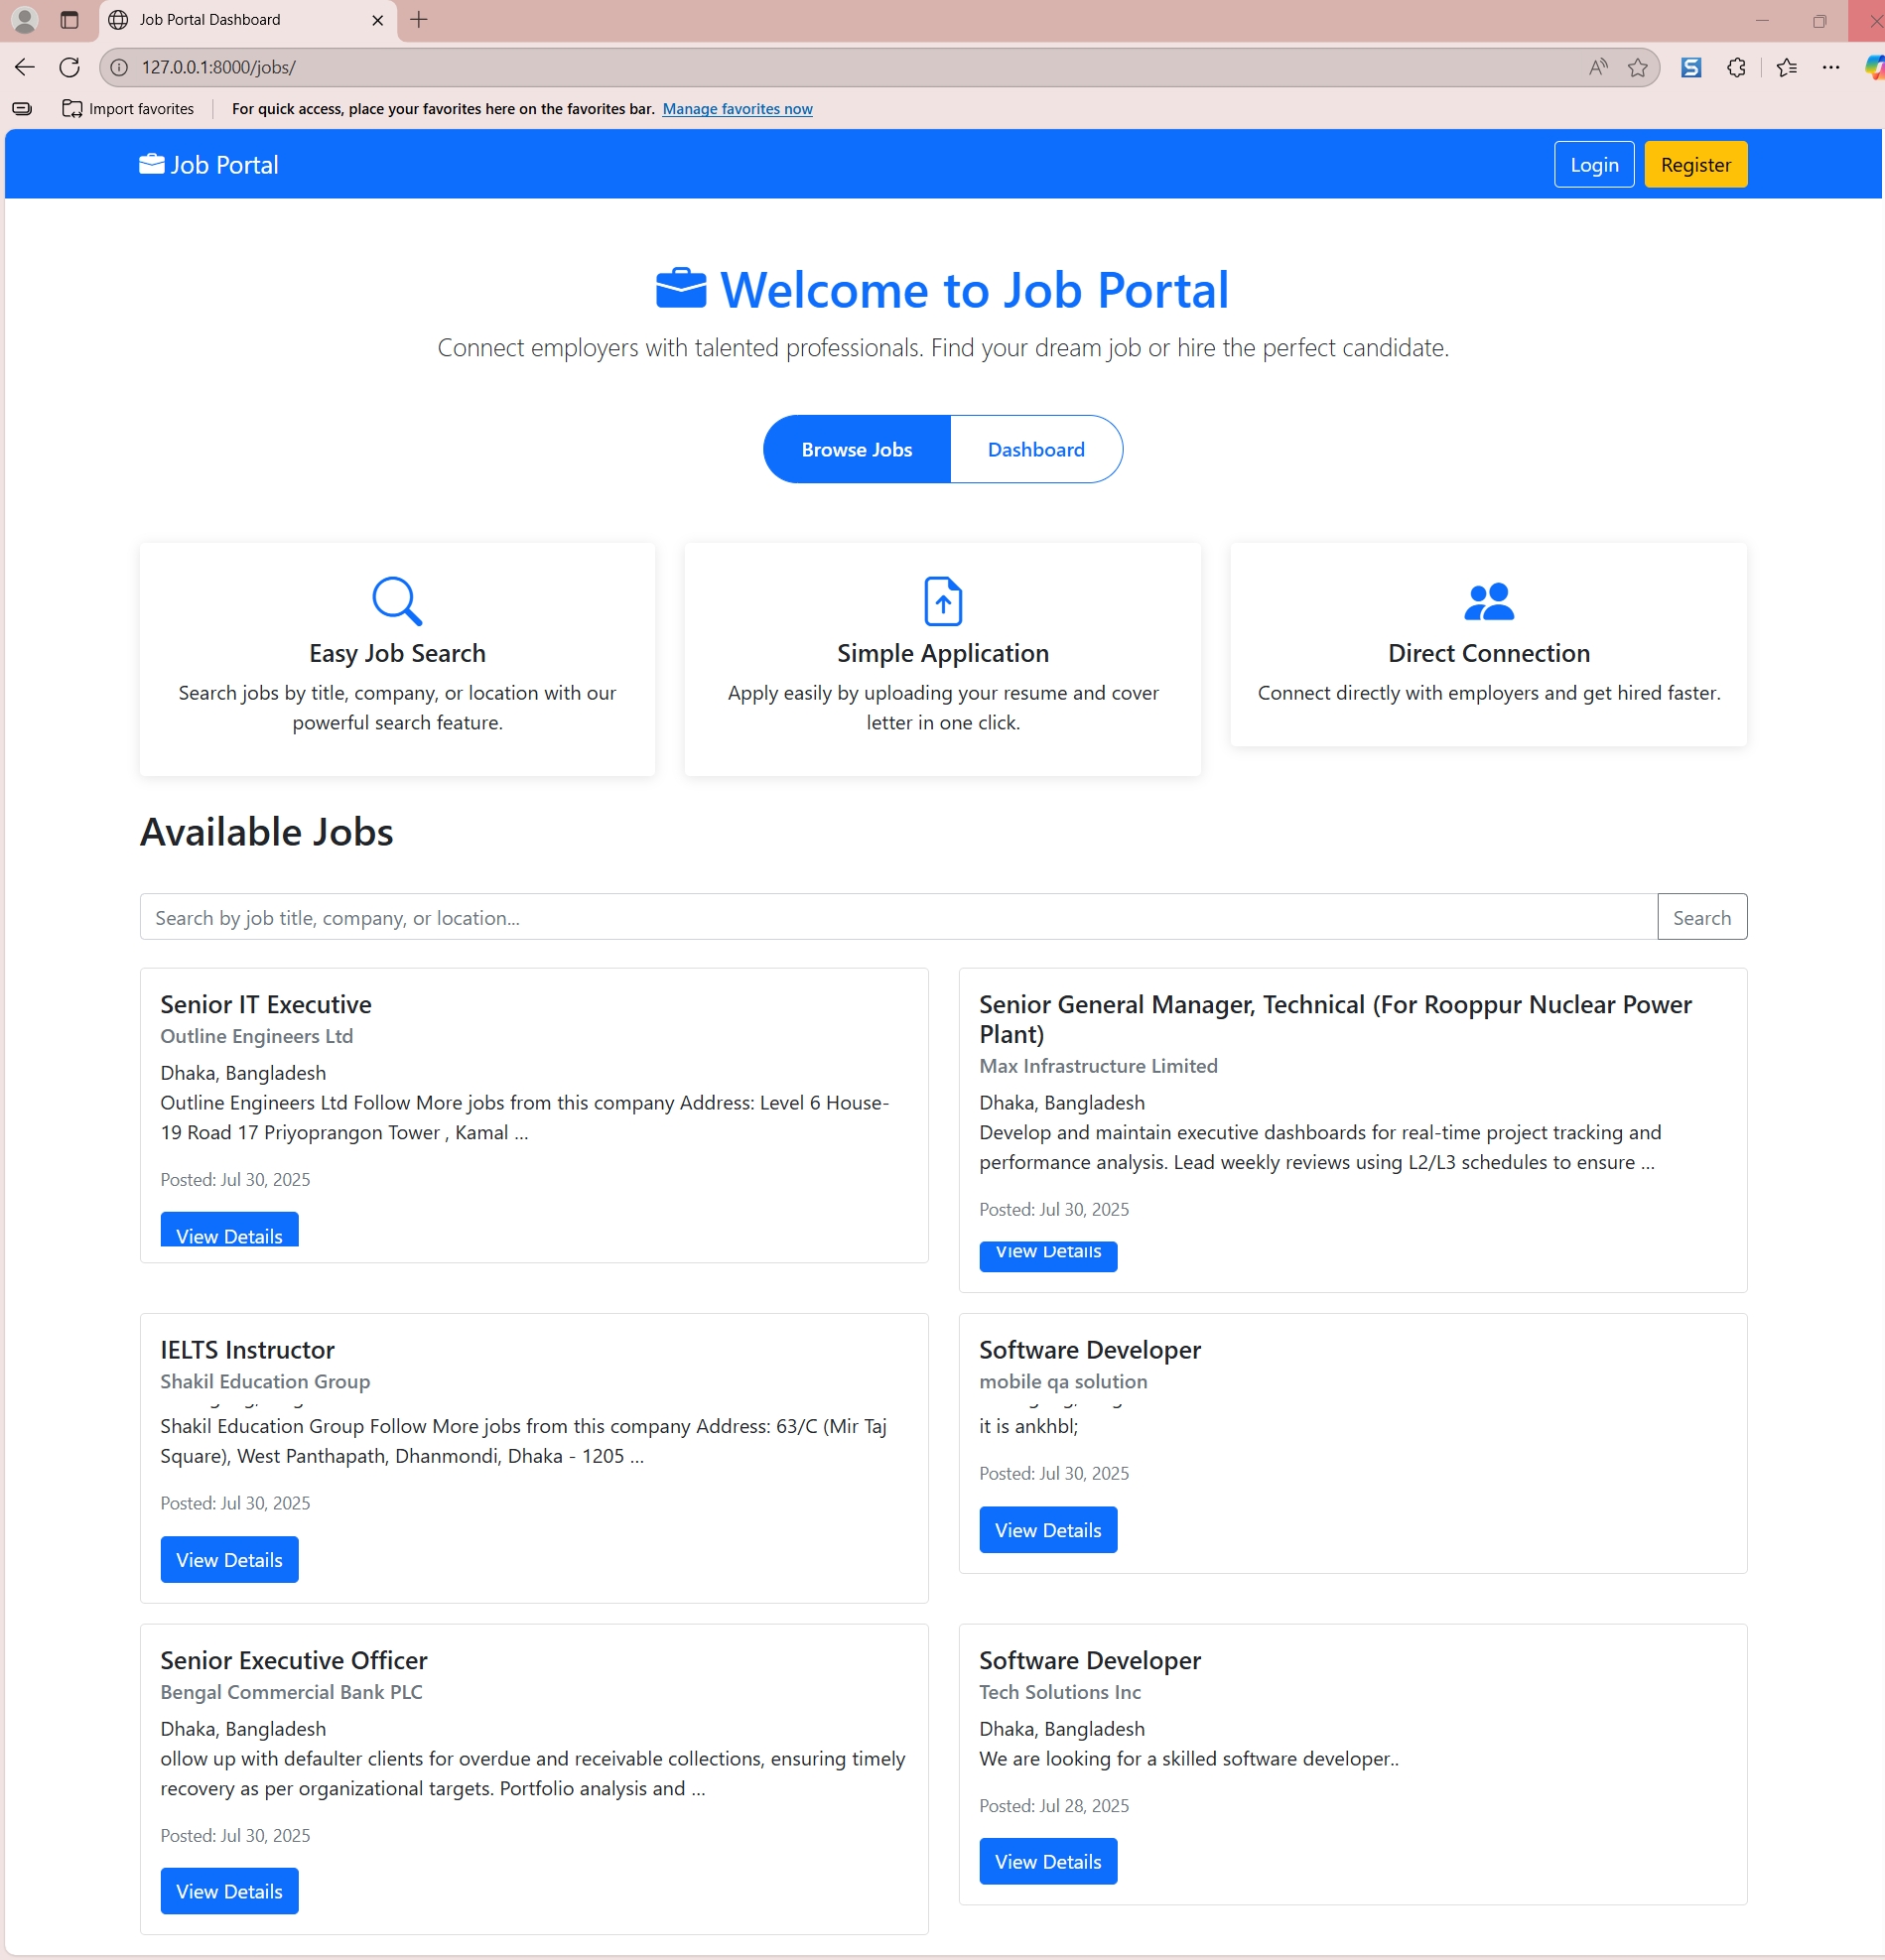 Job Portal Dashboard
127.0.0.1:8000/jobs/
Import favorites
For quick access, place your favorites here on the favorites bar. Manage favorites now
Job Portal
Login
Register
Welcome to Job Portal
Connect employers with talented professionals. Find your dream job or hire the perfect candidate.
Browse Jobs
Dashboard
Easy Job Search
Search jobs by title, company, or location with our
powerful search feature.
Simple Application
Apply easily by uploading your resume and cover
letter in one click.
Direct Connection
Connect directly with employers and get hired faster.
Available Jobs
Search by job title, company, or location...
Search
Senior IT Executive
Outline Engineers Ltd
Dhaka, Bangladesh
Outline Engineers Ltd Follow More jobs from this company Address: Level 6 House-
19 Road 17 Priyoprangon Tower , Kamal ...
Posted: Jul 30, 2025
View Details
Senior General Manager, Technical (For Rooppur Nuclear Power
Plant)
Max Infrastructure Limited
Dhaka, Bangladesh
Develop and maintain executive dashboards for real-time project tracking and
performance analysis. Lead weekly reviews using L2/L3 schedules to ensure ...
Posted: Jul 30, 2025
View Details
IELTS Instructor
Shakil Education Group
Shakil Education Group Follow More jobs from this company Address: 63/C (Mir Taj
Square), West Panthapath, Dhanmondi, Dhaka - 1205 ...
Posted: Jul 30, 2025
View Details
Software Developer
mobile qa solution
it is ankhbl;
Posted: Jul 30, 2025
View Details
Senior Executive Officer
Bengal Commercial Bank PLC
Dhaka, Bangladesh
ollow up with defaulter clients for overdue and receivable collections, ensuring timely
recovery as per organizational targets. Portfolio analysis and ...
Posted: Jul 30, 2025
View Details
Software Developer
Tech Solutions Inc
Dhaka, Bangladesh
We are looking for a skilled software developer..
Posted: Jul 28, 2025
View Details